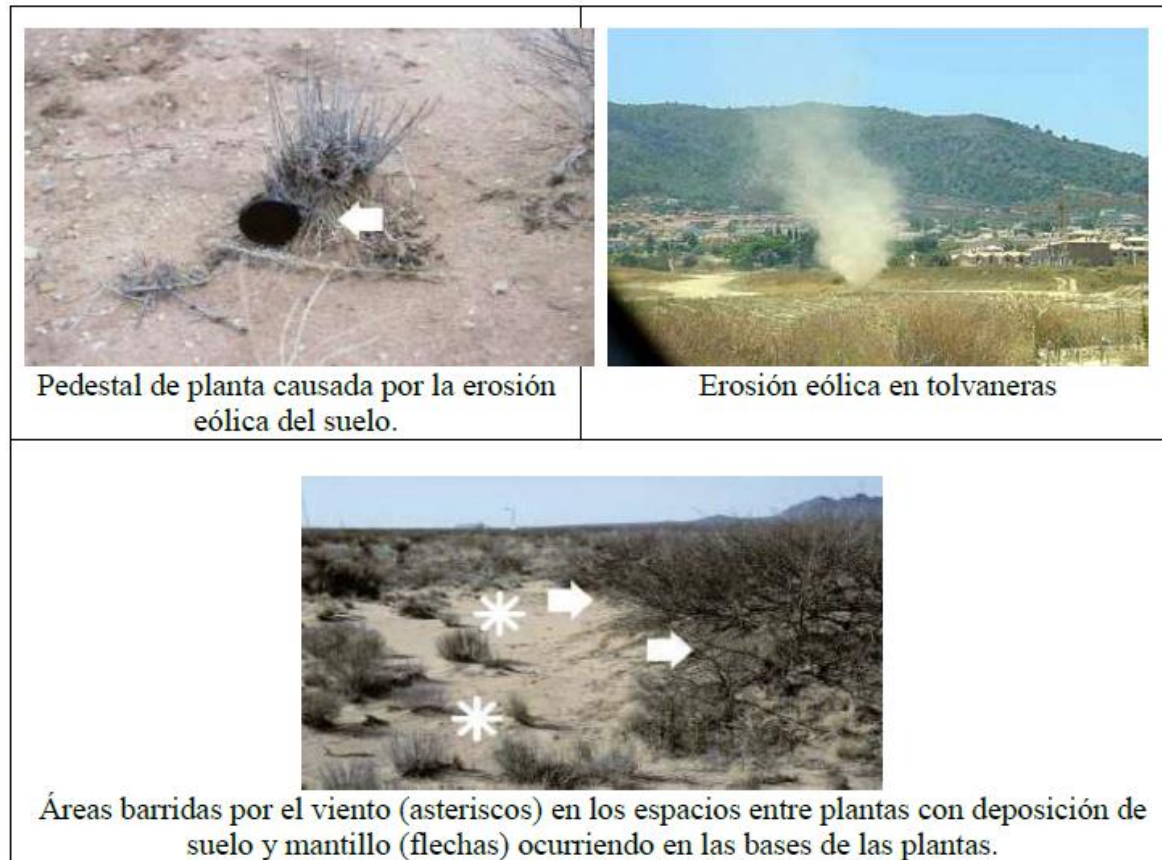 Pedestal de planta causada por la erosión
eólica del suelo.
Erosión eólica en tolvaneras
Áreas barridas por el viento (asteriscos) en los espacios entre plantas con deposición de
suelo y mantillo (flechas) ocurriendo en las bases de las plantas.